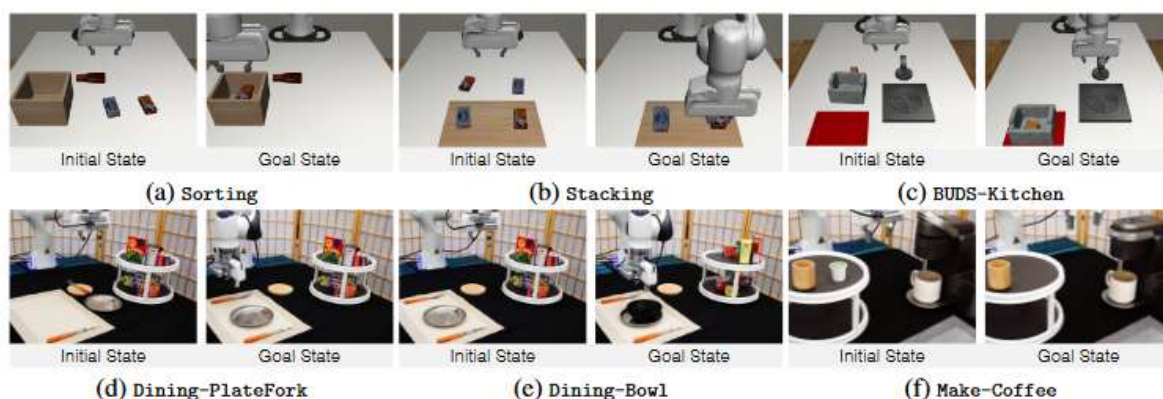 Initial State Goal State Initial State Goal State Initial State Goal State
(a) Sorting (b) Stacking (c) BUDS-Kitchen
Initial State Goal State Initial State Goal State Initial State Goal State
(d) Dining-PlateFork (e) Dining-Bowl (f) Make-Coffee